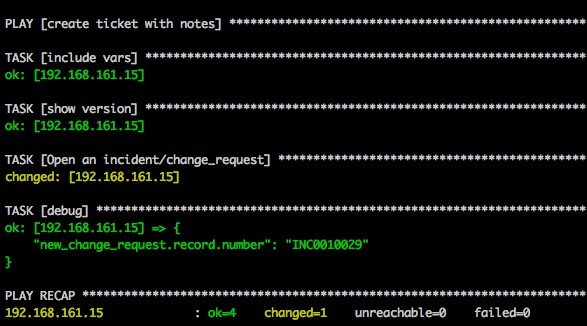 PLAY [create ticket with notes] ***************************************************
TASK [include vars] ***************************************************************
ok: [192.168.161.15]
TASK [show version] ***************************************************************
ok: [192.168.161.15]
TASK [Open an incident/change_request] ********************************************
changed: [192.168.161.15]
TASK [debug] **********************************************************************
ok: [192.168.161.15] => {
    "new_change_request.record.number": "INC0010029"
}
PLAY RECAP ************************************************************************
192.168.161.15             : ok=4    changed=1    unreachable=0    failed=0